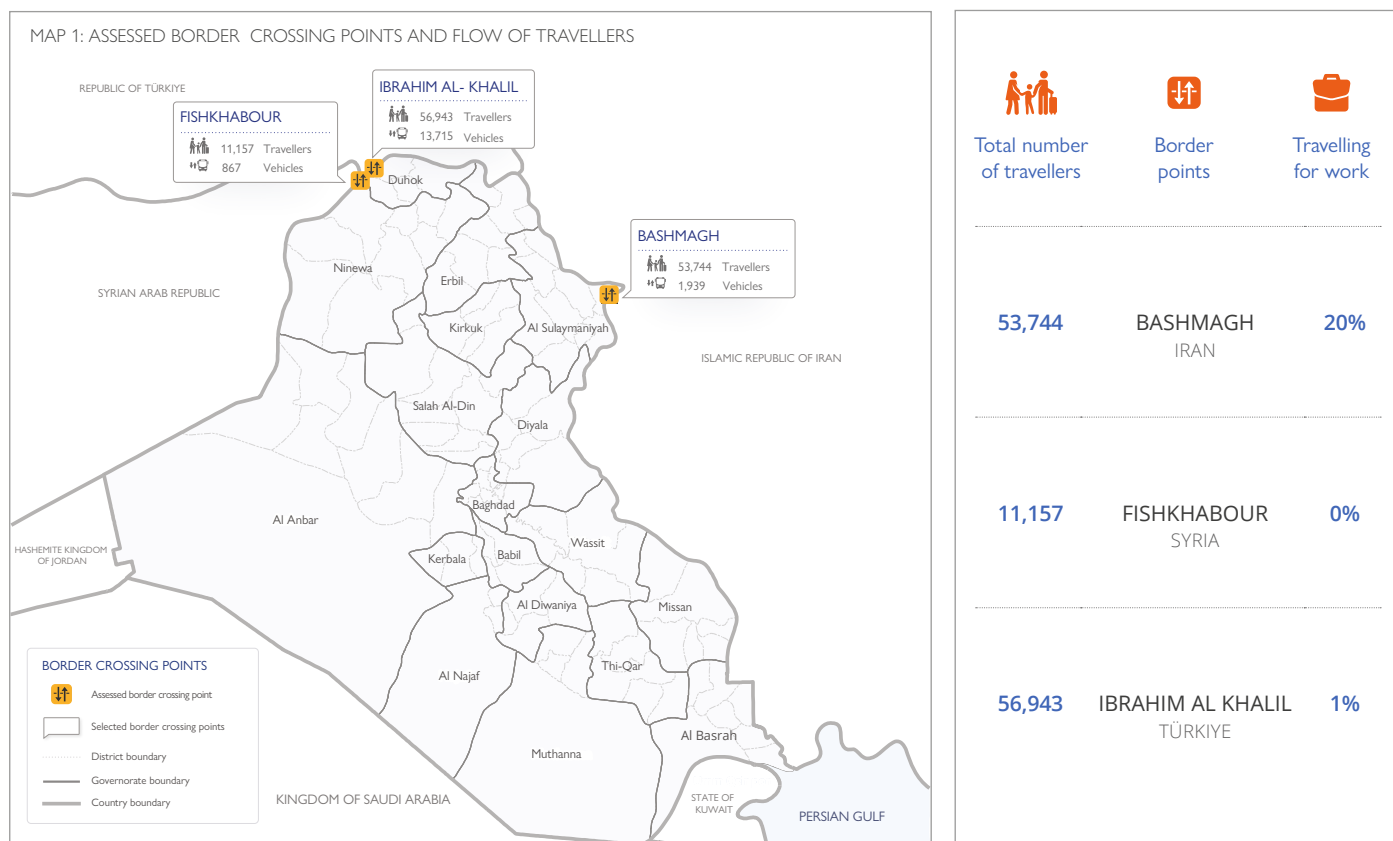 MAP 1: ASSESSED BORDER CROSSING POINTS AND FLOW OF TRAVELLERS
REPUBLIC OF TÜRKIYE
IBRAHIM AL- KHALIL
56,943 Travellers
13,715 Vehicles
FISHKHABOUR
11,157 Travellers
867 Vehicles
Duhok
BASHMAGH
53,744 Travellers
1,939 Vehicles
Ninewa
Erbil
SYRIAN ARAB REPUBLIC
Kirkuk
Al Sulaymaniyah
ISLAMIC REPUBLIC OF IRAN
Salah Al-Din
Diyala
Baghdad
Al Anbar
Wassit
HASHEMITE KINGDOM
OF JORDAN
Kerbala
Babil
Al Diwaniya
Missan
Al Najaf
Thi-Qar
Al Basrah
Muthanna
BORDER CROSSING POINTS
Assessed border crossing point
Selected border crossing points
District boundary
Governorate boundary
Country boundary
KINGDOM OF SAUDI ARABIA
STATE OF
KUWAIT
PERSIAN GULF
Total number
of travellers
Border
points
Travelling
for work
53,744
BASHMAGH
IRAN
20%
11,157
FISHKHABOUR
SYRIA
0%
56,943
IBRAHIM AL KHALIL
TÜRKIYE
1%